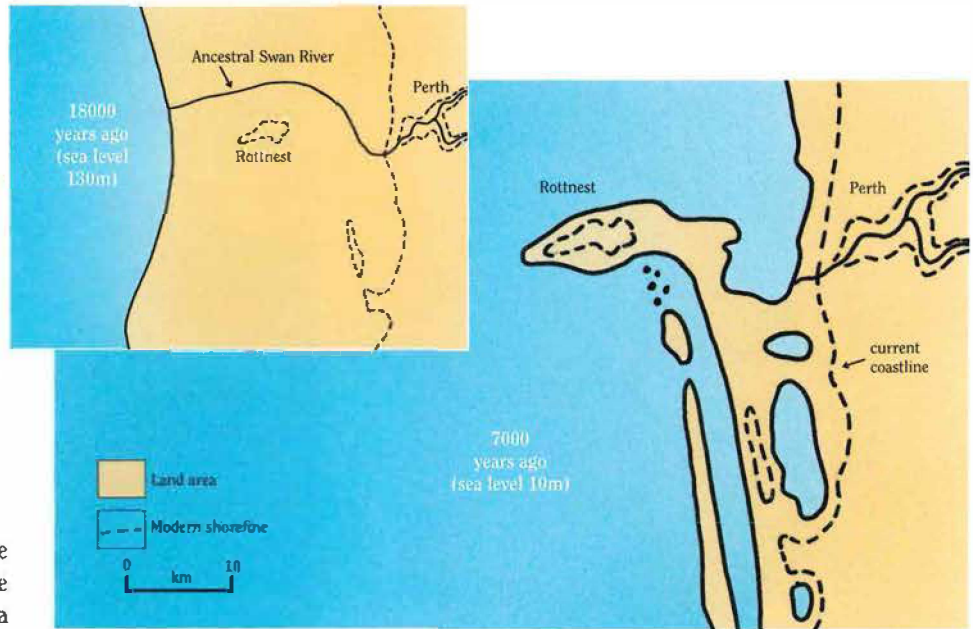 Ancestral Swan River
Perth
18000
years ago
(sea level
130m)
Rottnest
Rottnest
Perth
current
coastline
7000
years ago
(sea level 10m)
Land area
Modern shoreline
0
10
km
e
e
a